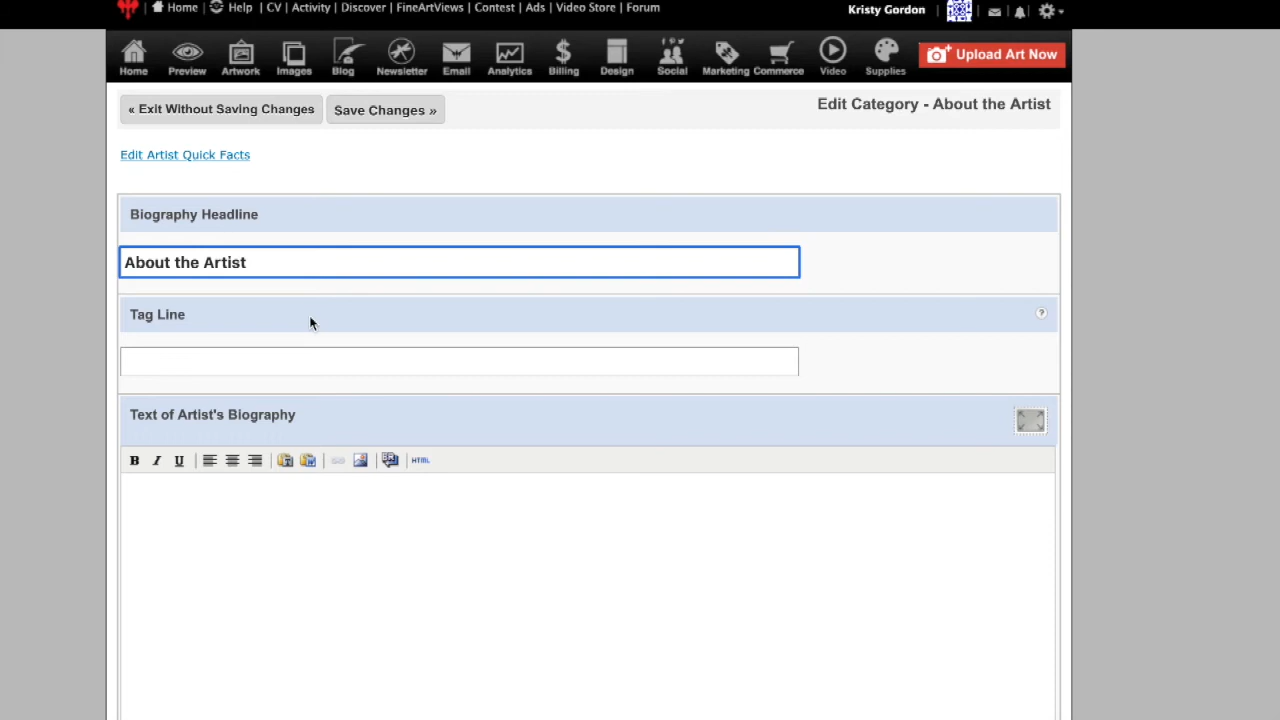 Home | Help | CV | Activity | Discover | FineArtViews | Contest | Ads | Video Store | Forum
Kristy Gordon
Home Preview Artwork Images Blog Newsletter Email Analytics Billing Design Social Marketing Commerce Video Supplies Upload Art Now
« Exit Without Saving Changes Save Changes » Edit Category - About the Artist
Edit Artist Quick Facts
Biography Headline
About the Artist
Tag Line ?
Text of Artist's Biography
B I U HTML